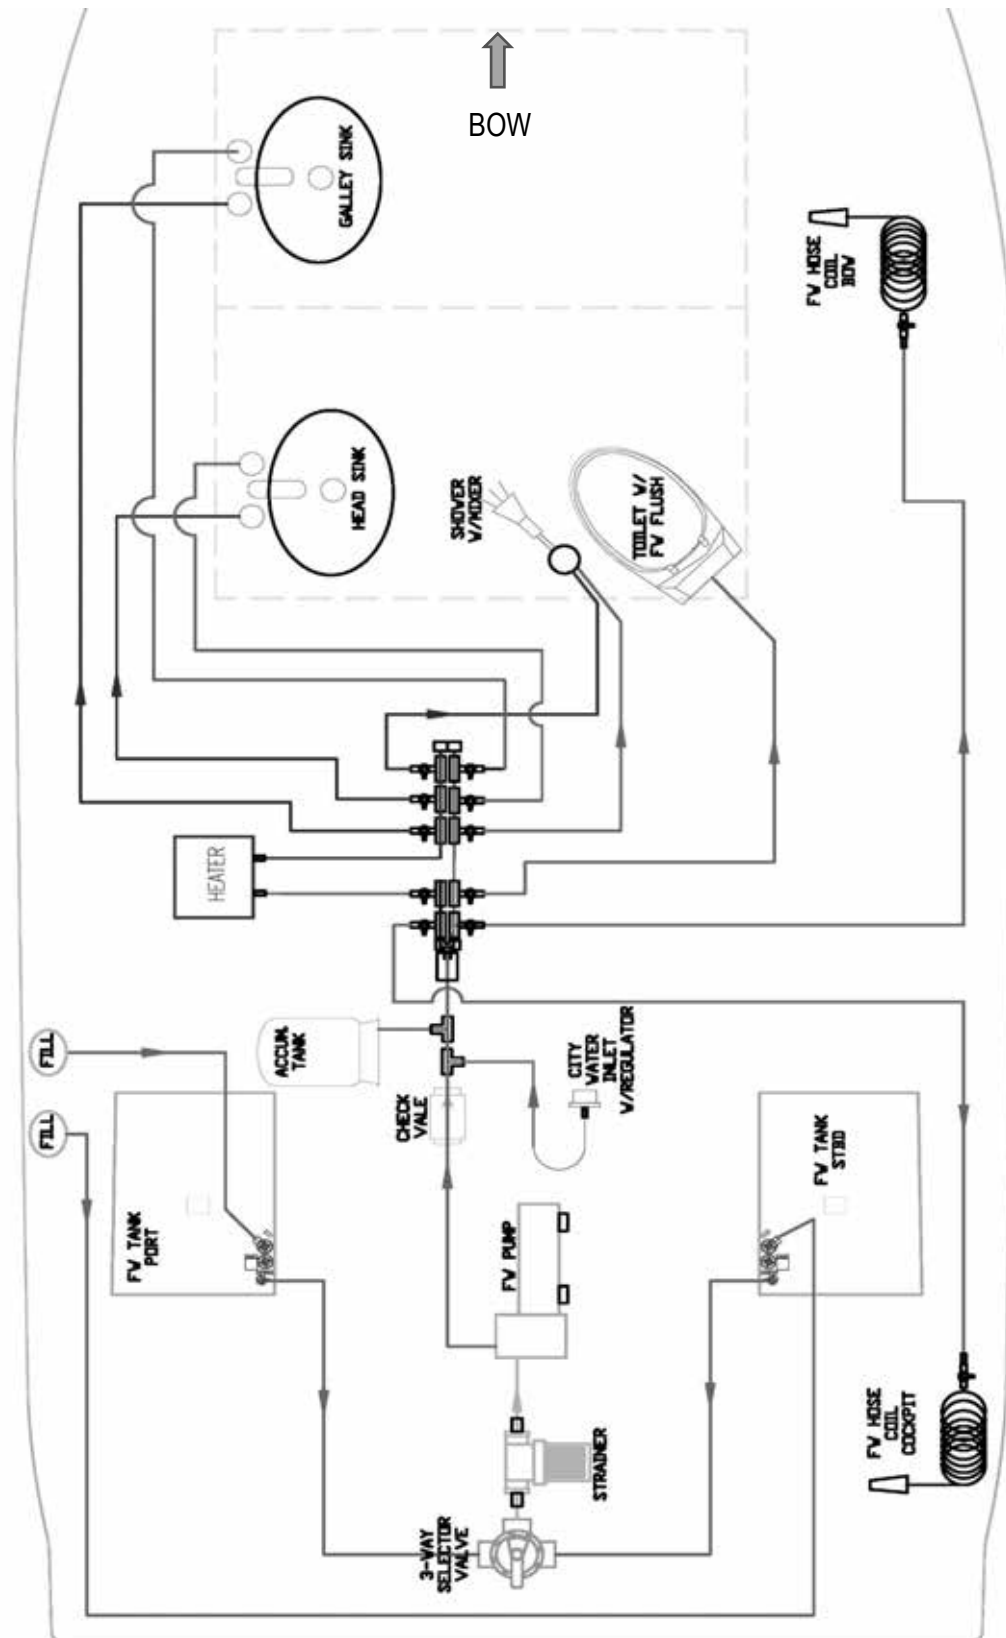 BOW
GALLEY SINK
FW HOSE
COIL
BOW
HEAD SINK
SHOWER
W/MIXER
TOILET W/
FW FLUSH
HEATER
FILL
ACCUM.
TANK
CITY
WATER
INLET
W/REGULATOR
FILL
CHECK
VALE
FW TANK
PORT
FW PUMP
FW TANK
STBD
FW HOSE
COIL
COCKPIT
STRAINER
3-WAY
SELECTOR
VALVE